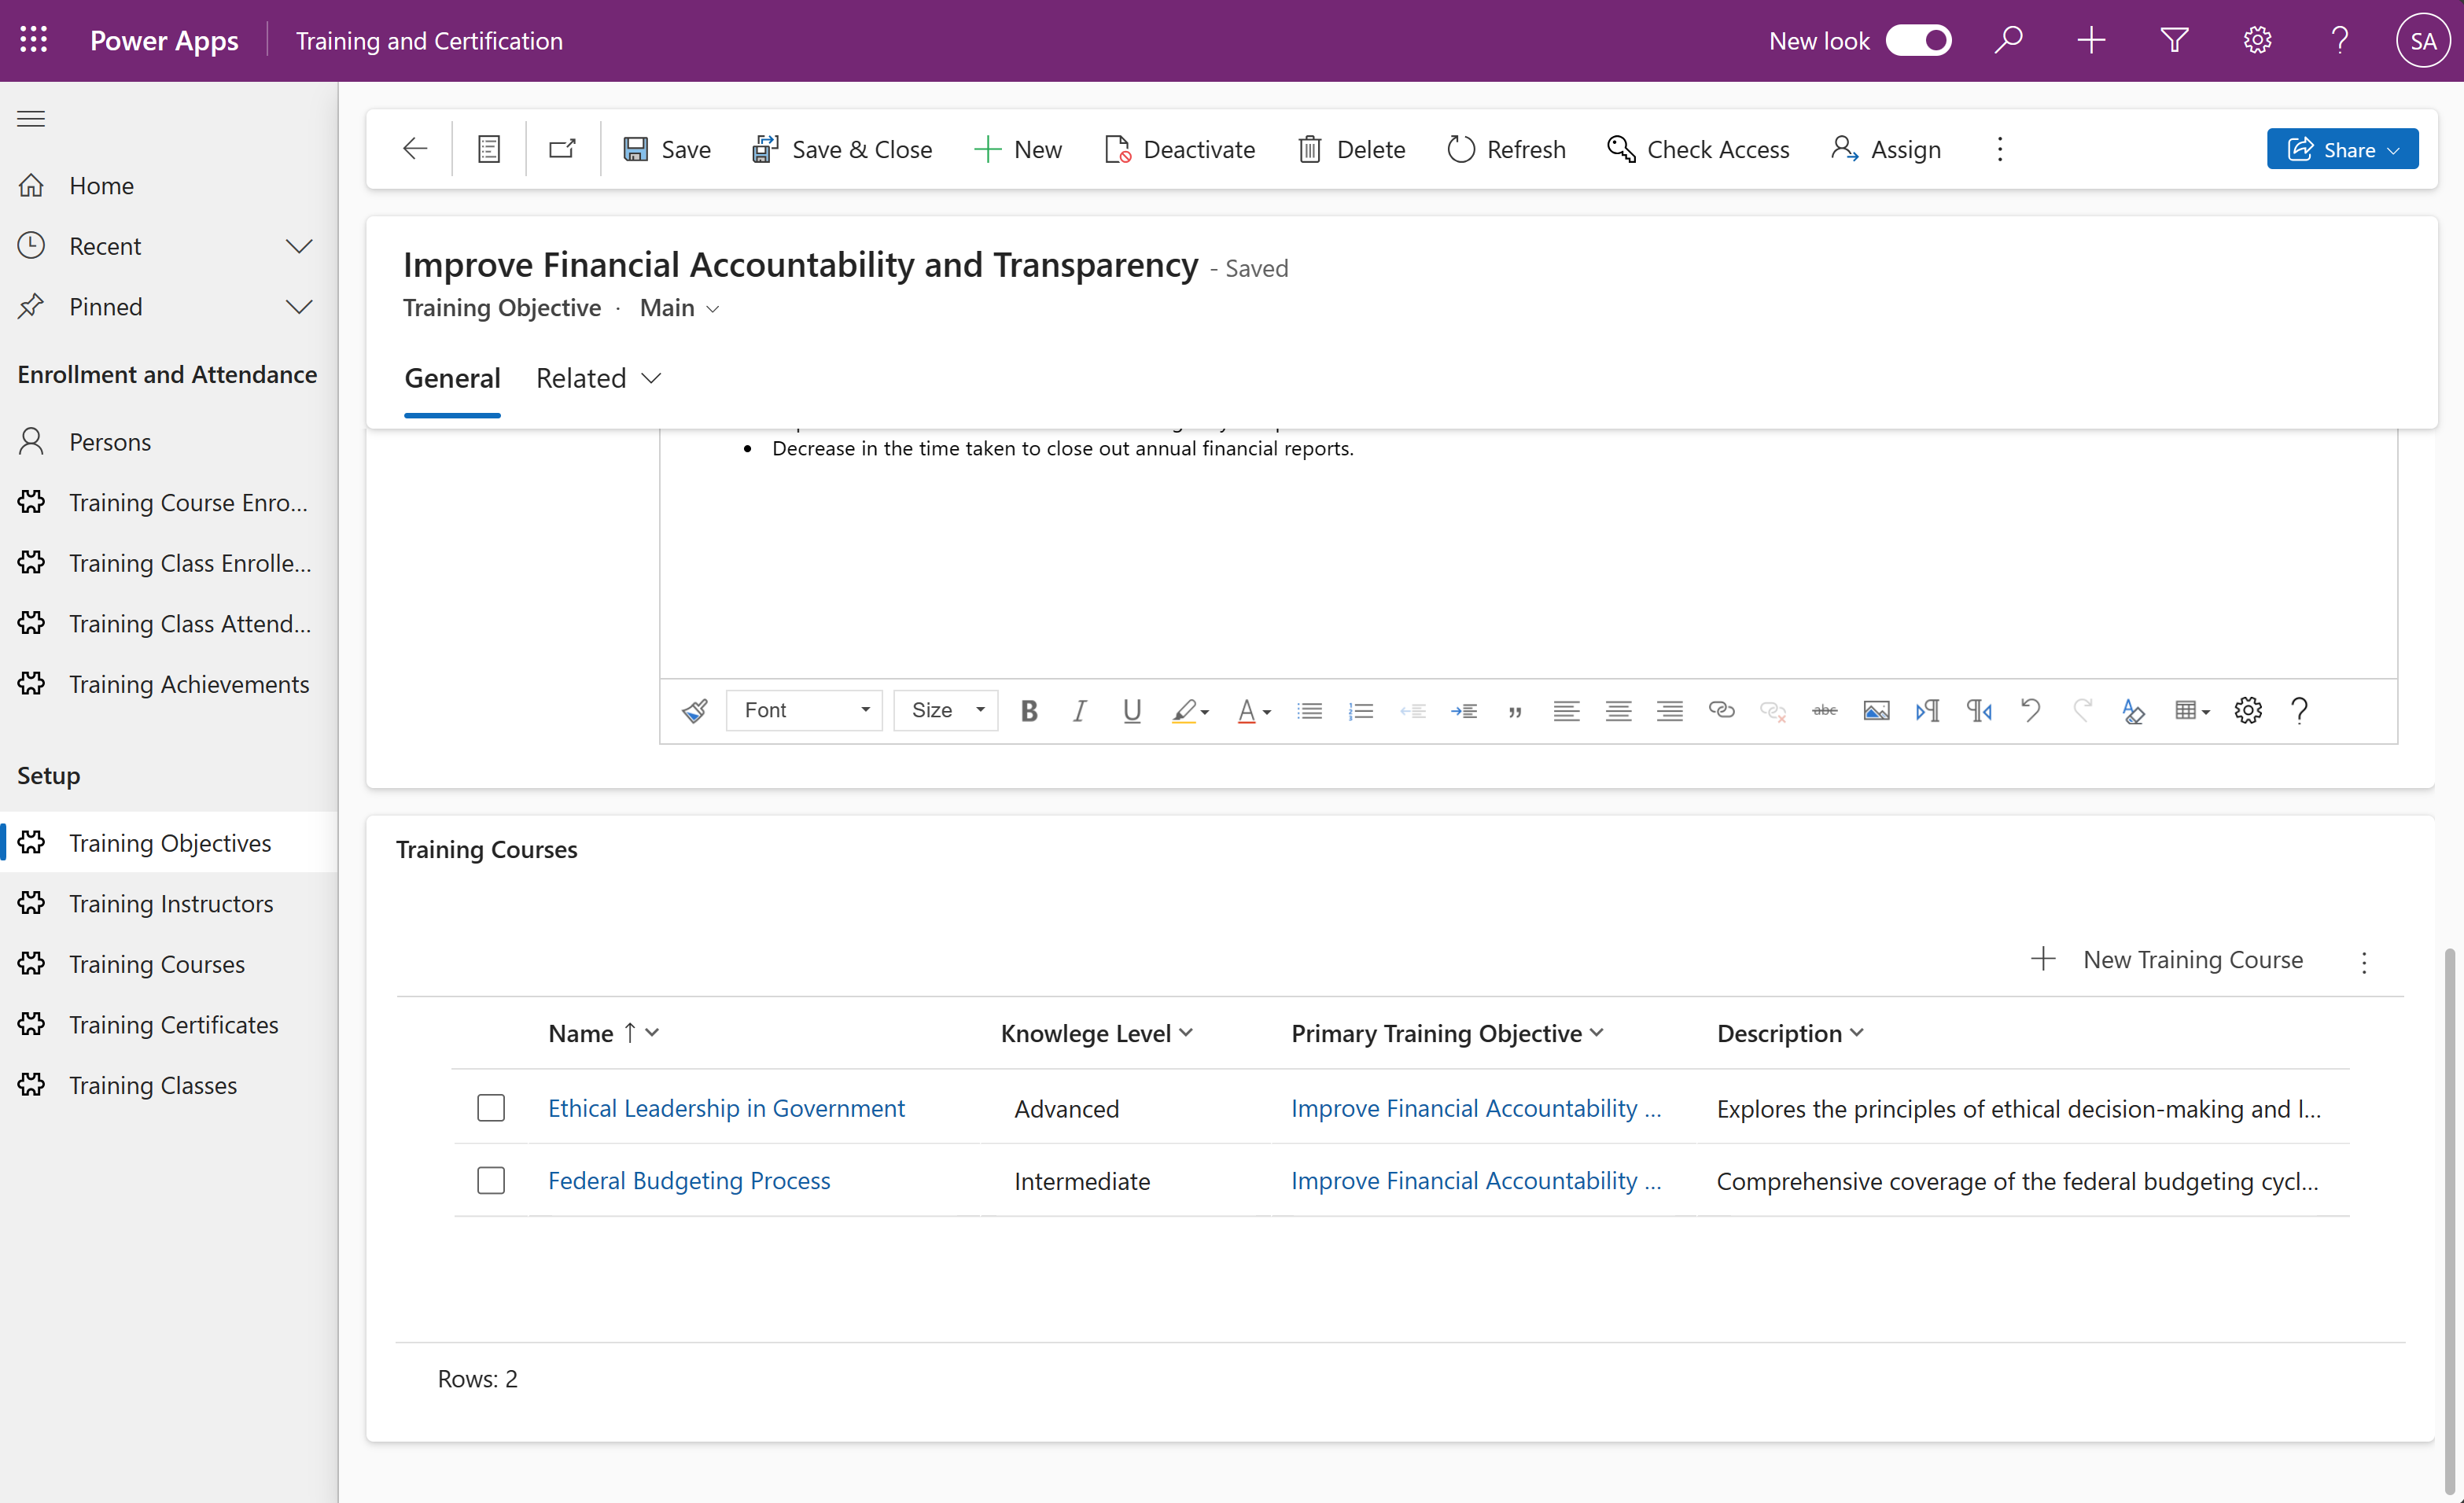 Power Apps
Training and Certification
New look
SA
Home
Recent
Pinned
Enrollment and Attendance
Persons
Training Course Enro...
Training Class Enrolle...
Training Class Attend...
Training Achievements
Setup
Training Objectives
Training Instructors
Training Courses
Training Certificates
Training Classes
Save
Save & Close
New
Deactivate
Delete
Refresh
Check Access
Assign
Share
Improve Financial Accountability and Transparency - Saved
Training Objective · Main
General
Related
• Decrease in the time taken to close out annual financial reports.
Font
Size
B I U
A
abc
Training Courses
New Training Course
Name ↑
Knowlege Level
Primary Training Objective
Description
Ethical Leadership in Government
Advanced
Improve Financial Accountability ...
Explores the principles of ethical decision-making and l...
Federal Budgeting Process
Intermediate
Improve Financial Accountability ...
Comprehensive coverage of the federal budgeting cycl...
Rows: 2